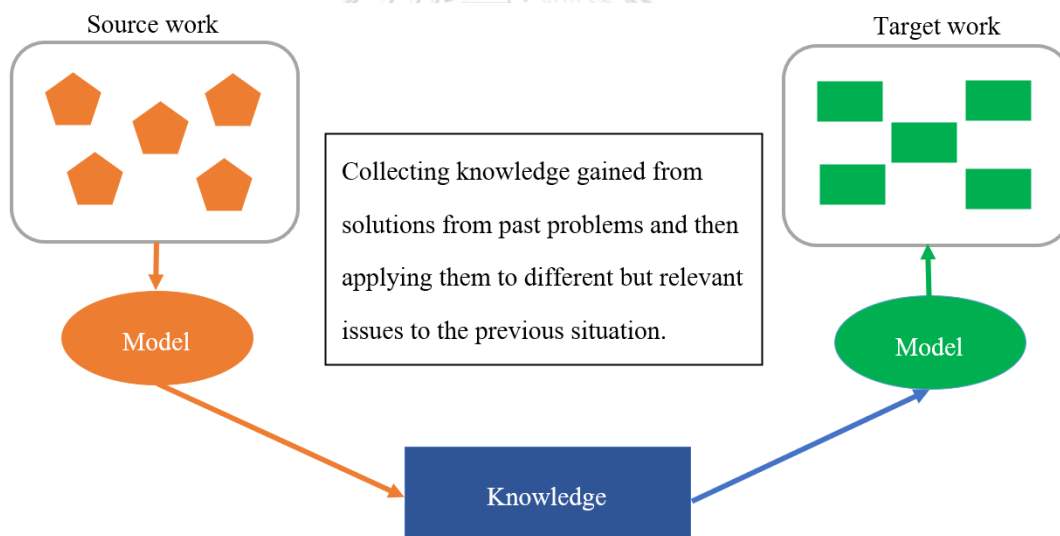 Source work
Target work
Collecting knowledge gained from
solutions from past problems and then
applying them to different but relevant
issues to the previous situation.
Model
Model
Knowledge